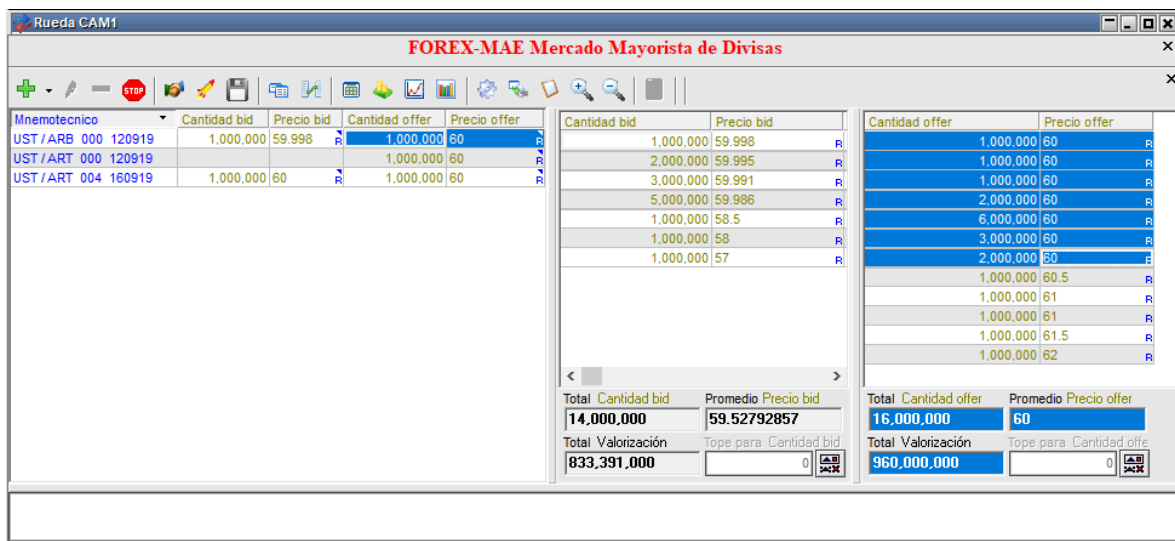 Rueda CAM1
FOREX-MAE Mercado Mayorista de Divisas
STOP
Mnemotecnico Cantidad bid Precio bid Cantidad offer Precio offer
UST / ARB 000 120919 1,000,000 59.998 R 1,000,000 60 R
UST / ART 000 120919 1,000,000 60 R
UST / ART 004 160919 1,000,000 60 R 1,000,000 60 R
Cantidad bid Precio bid
1,000,000 59.998 R
2,000,000 59.995 R
3,000,000 59.991 R
5,000,000 59.986 R
1,000,000 58.5 R
1,000,000 58 R
1,000,000 57 R
Total Cantidad bid Promedio Precio bid
14,000,000 59.52792857
Total Valorización Tope para Cantidad bid
833,391,000 0
Cantidad offer Precio offer
1,000,000 60 R
1,000,000 60 R
1,000,000 60 R
2,000,000 60 R
6,000,000 60 R
3,000,000 60 R
2,000,000 60
1,000,000 60.5 R
1,000,000 61 R
1,000,000 61 R
1,000,000 61.5 R
1,000,000 62 R
Total Cantidad offer Promedio Precio offer
16,000,000 60
Total Valorización Tope para Cantidad offe
960,000,000 0